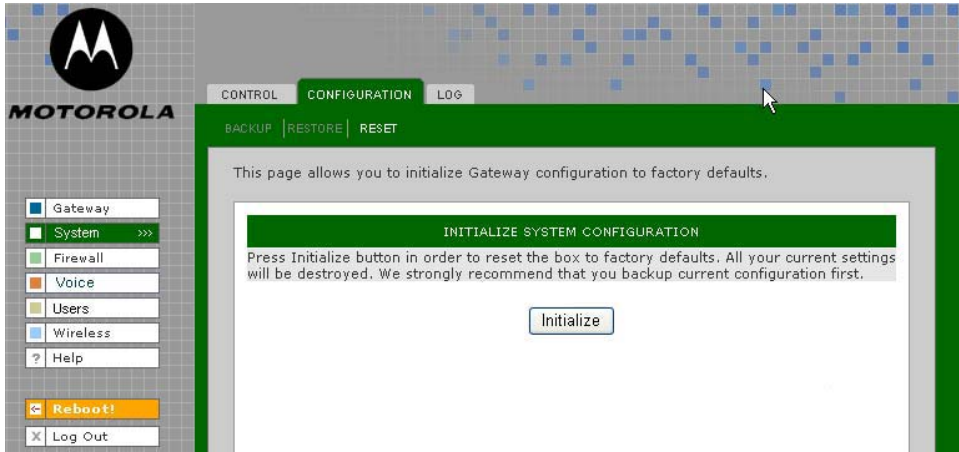 MOTOROLA
CONTROL CONFIGURATION LOG
BACKUP RESTORE RESET
This page allows you to initialize Gateway configuration to factory defaults.
Gateway
System >>>
Firewall
Voice
Users
Wireless
? Help
Reboot!
X Log Out
INITIALIZE SYSTEM CONFIGURATION
Press Initialize button in order to reset the box to factory defaults. All your current settings
will be destroyed. We strongly recommend that you backup current configuration first.
Initialize